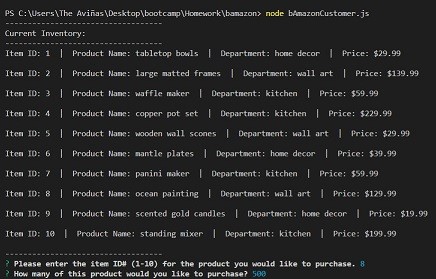 PS C:\Users\The Aviñas\Desktop\bootcamp\Homework\bamazon> node bAmazonCustomer.js
----------------------------------
Current Inventory:
----------------------------------
Item ID: 1 | Product Name: tabletop bowls | Department: home decor | Price: $29.99
Item ID: 2 | Product Name: large matted frames | Department: wall art | Price: $139.99
Item ID: 3 | Product Name: waffle maker | Department: kitchen | Price: $59.99
Item ID: 4 | Product Name: copper pot set | Department: kitchen | Price: $229.99
Item ID: 5 | Product Name: wooden wall scones | Department: wall art | Price: $29.99
Item ID: 6 | Product Name: mantle plates | Department: home decor | Price: $39.99
Item ID: 7 | Product Name: panini maker | Department: kitchen | Price: $59.99
Item ID: 8 | Product Name: ocean painting | Department: wall art | Price: $129.99
Item ID: 9 | Product Name: scented gold candles | Department: home decor | Price: $19.99
Item ID: 10 | Product Name: standing mixer | Department: kitchen | Price: $199.99
----------------------------------
? Please enter the item ID# (1-10) for the product you would like to purchase. 8
? How many of this product would you like to purchase? 500